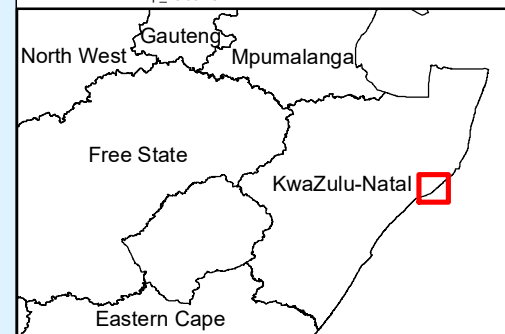 Gauteng
North West
Mpumalanga
Free State
KwaZulu-Natal
Eastern Cape